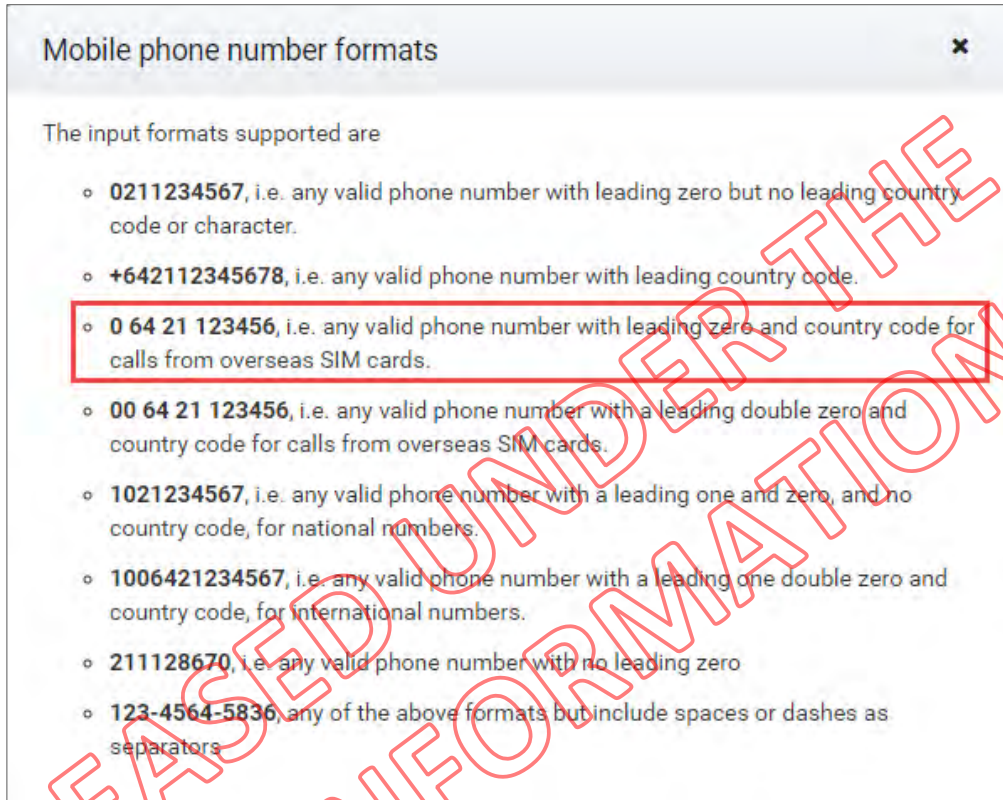 Mobile phone number formats
The input formats supported are
0211234567, i.e. any valid phone number with leading zero but no leading country
code or character.
+642112345678, i.e. any valid phone number with leading country code.
0 64 21 123456, i.e. any valid phone number with leading zero and country code for
calls from overseas SIM cards.
00 64 21 123456, i.e. any valid phone number with a leading double zero and
country code for calls from overseas SIM cards.
1021234567, i.e. any valid phone number with a leading one and zero, and no
country code, for national numbers.
1006421234567, i.e. any valid phone number with a leading one double zero and
country code, for international numbers.
211128670, i.e. any valid phone number with no leading zero
123-4564-5836, any of the above formats but include spaces or dashes as
separators
EASED UNDER THE
INFORMATION